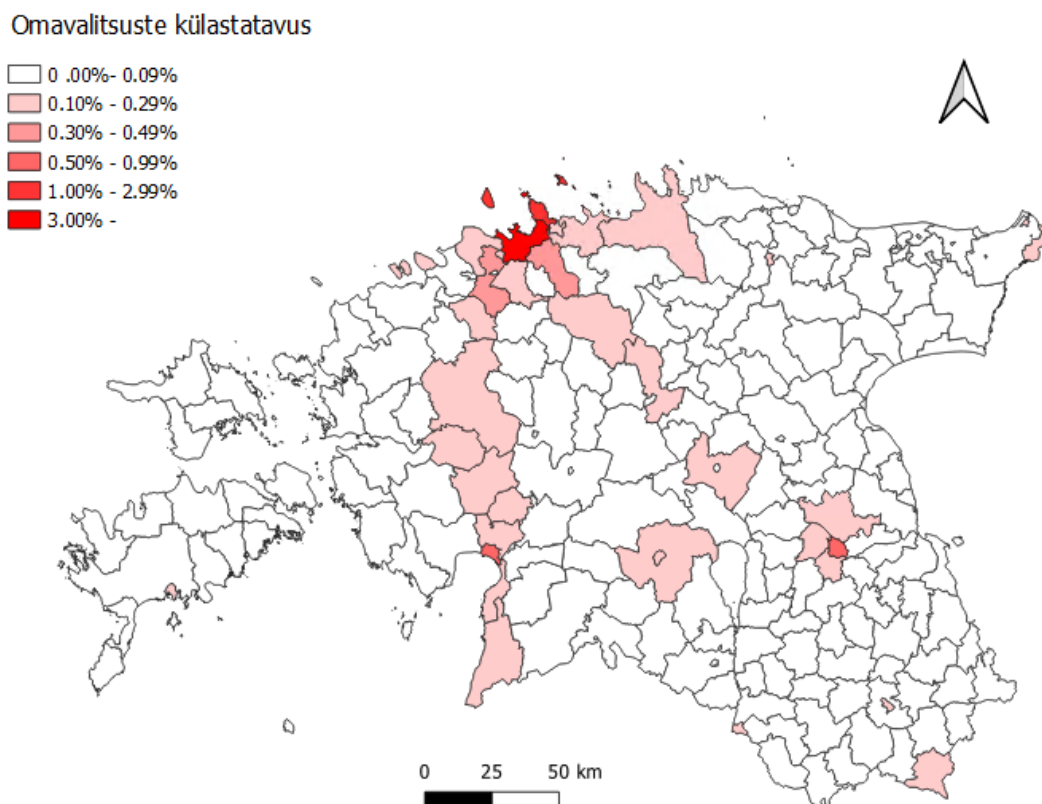 Omavalitsuste külastatavus
0 .00%- 0.09%
0.10% - 0.29%
0.30% - 0.49%
0.50% - 0.99%
1.00% - 2.99%
3.00% -
0 25 50 km